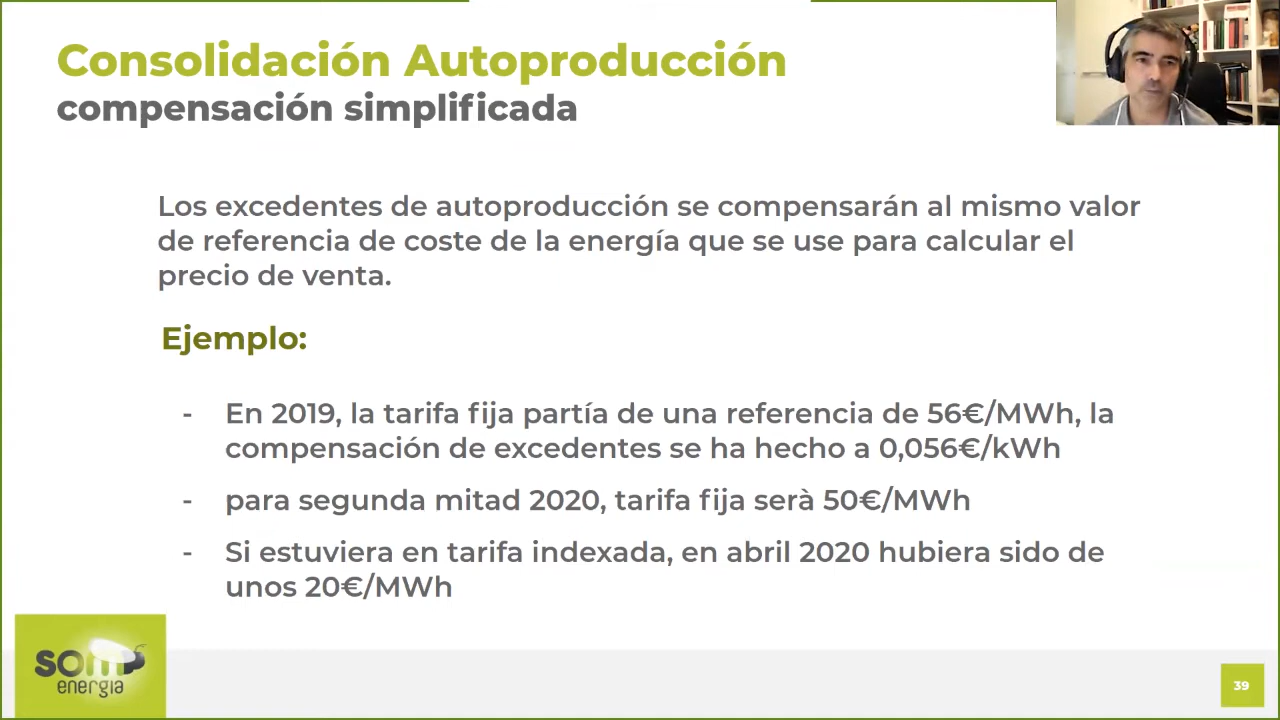 Consolidación Autoproducción
compensación simplificada
Los excedentes de autoproducción se compensarán al mismo valor
de referencia de coste de la energía que se use para calcular el
precio de venta.
Ejemplo:
- En 2019, la tarifa fija partía de una referencia de 56€/MWh, la
compensación de excedentes se ha hecho a 0,056€/kWh
- para segunda mitad 2020, tarifa fija serà 50€/MWh
- Si estuviera en tarifa indexada, en abril 2020 hubiera sido de
unos 20€/MWh
som
energia
39